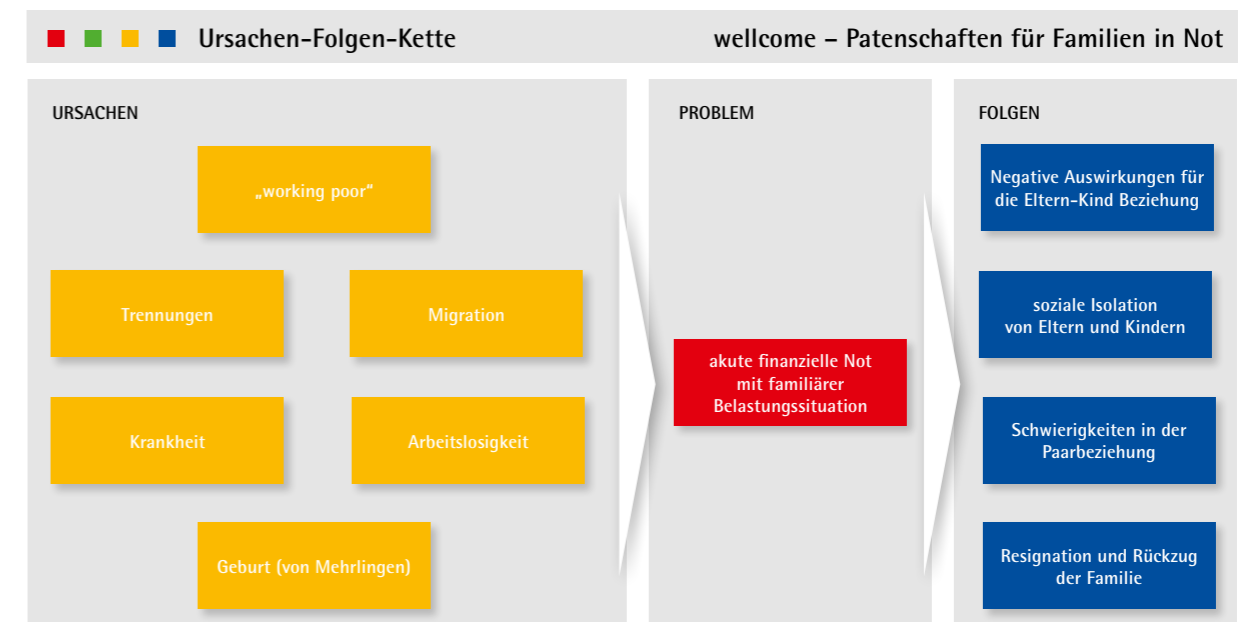 Ursachen-Folgen-Kette
wellcome – Patenschaften für Familien in Not
URSACHEN
„working poor“
Trennungen
Migration
Krankheit
Arbeitslosigkeit
Geburt (von Mehrlingen)
PROBLEM
akute finanzielle Not
mit familiärer
Belastungssituation
FOLGEN
Negative Auswirkungen für
die Eltern-Kind Beziehung
soziale Isolation
von Eltern und Kindern
Schwierigkeiten in der
Paarbeziehung
Resignation und Rückzug
der Familie